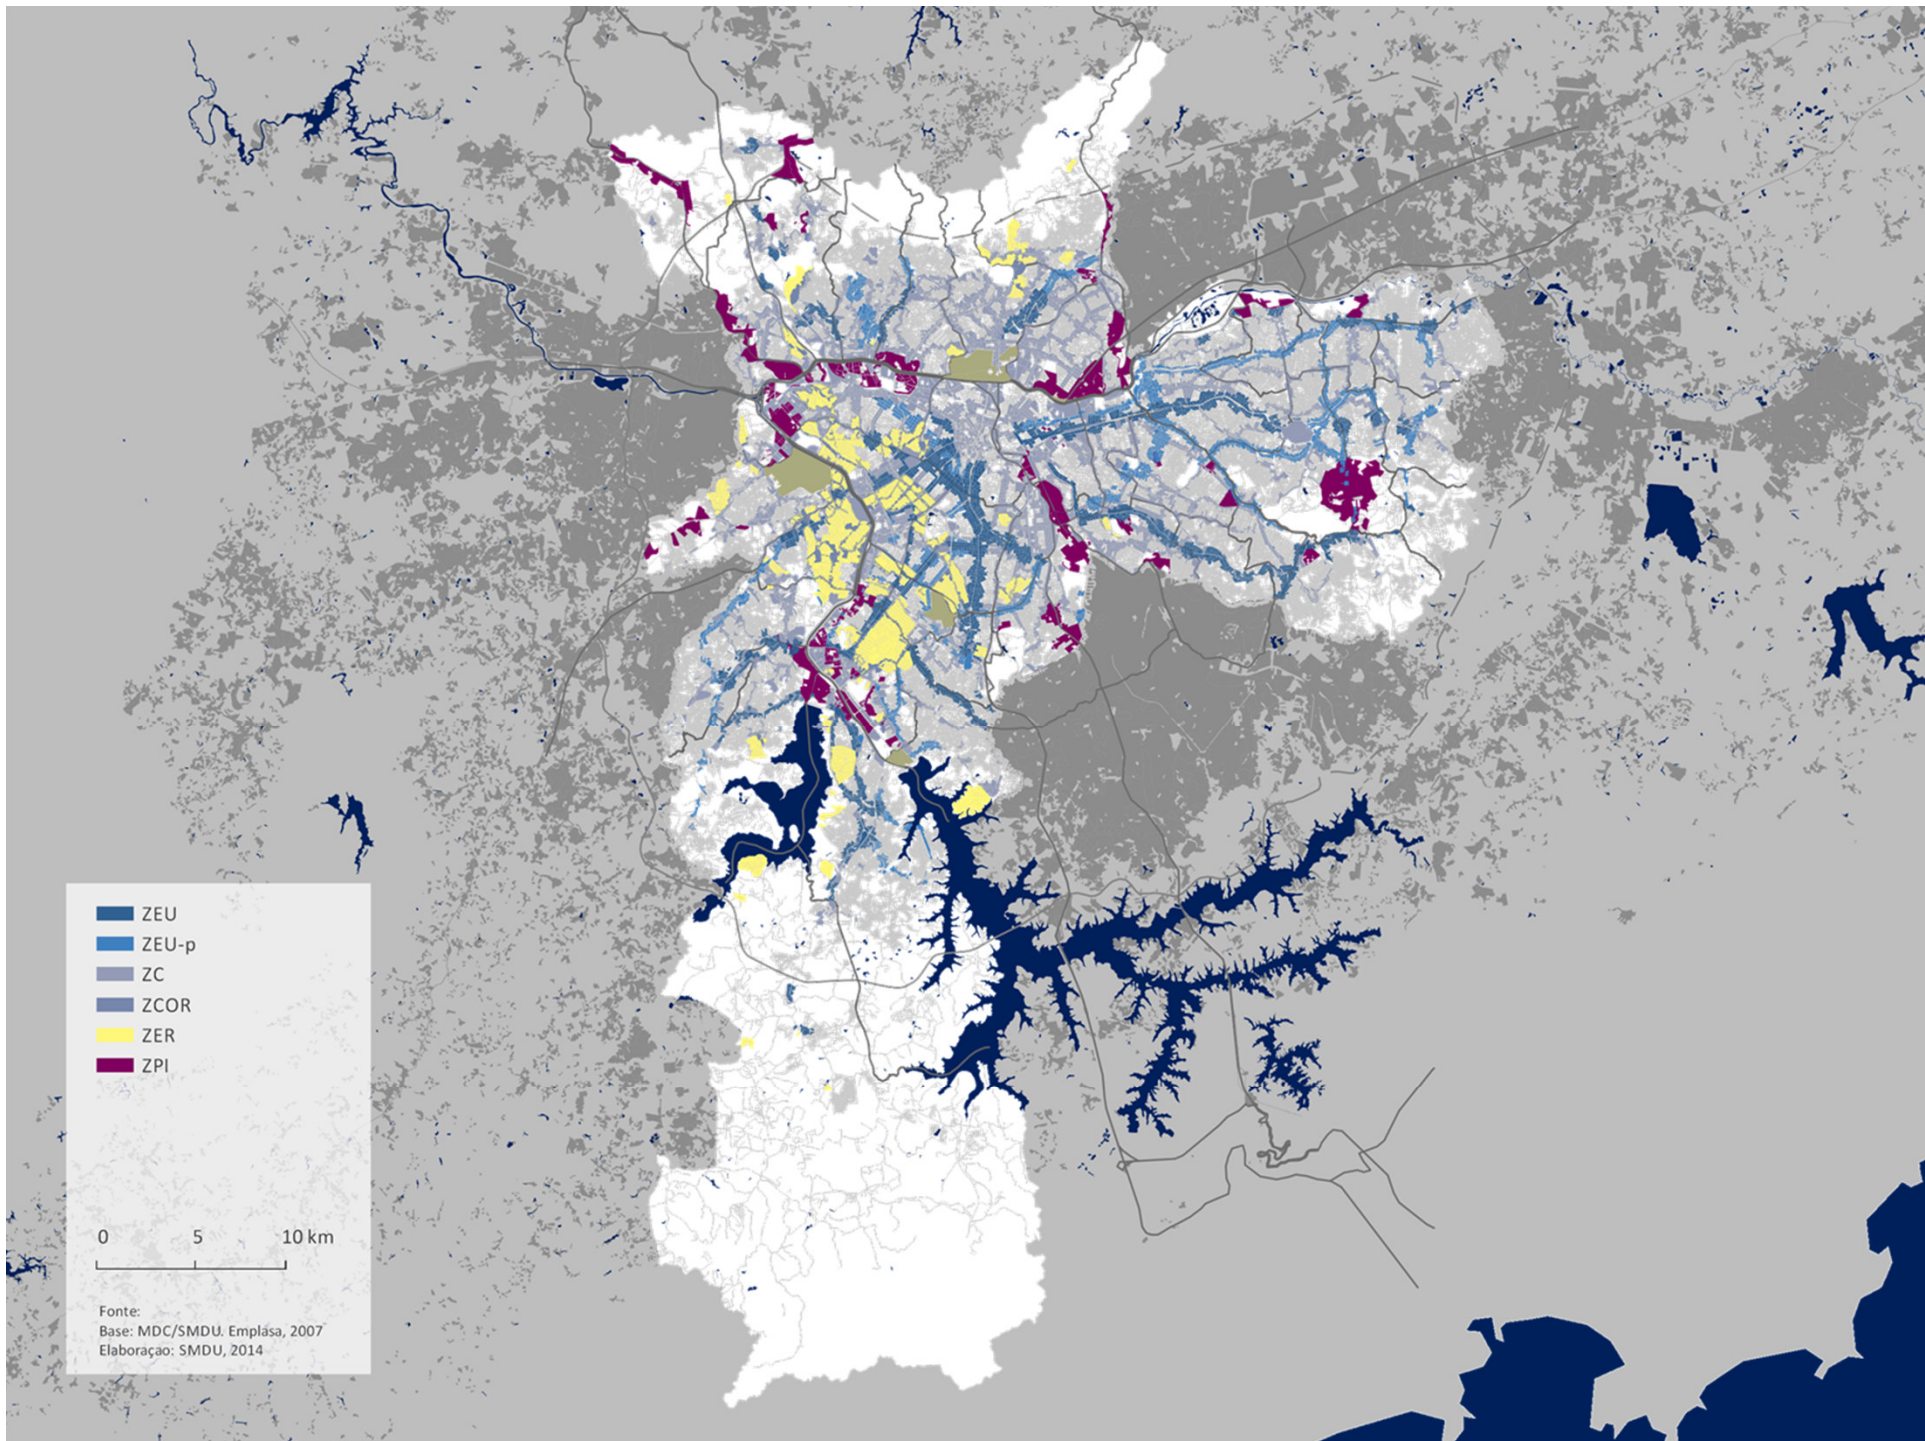 ZEU
ZEU-p
ZC
ZCOR
ZER
ZPI
0 5 10 km
Fonte:
Base: MDC/SMDU. Emplasa, 2007
Elaboraçao: SMDU, 2014